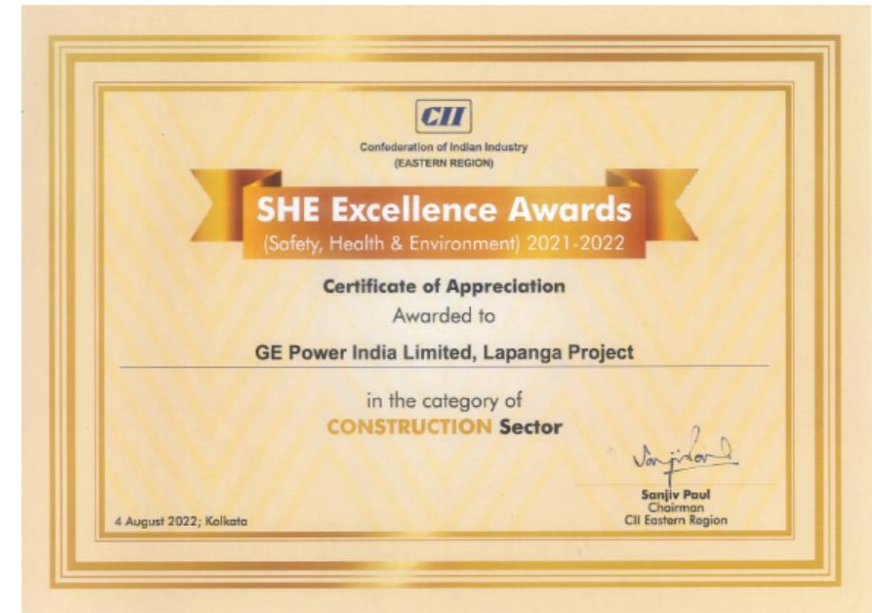 CII
Confederation of Indian Industry
(EASTERN REGION)
SHE Excellence Awards
(Safety, Health & Environment) 2021-2022
Certificate of Appreciation
Awarded to
GE Power India Limited, Lapanga Project
in the category of
CONSTRUCTION Sector
Sanjiv Paul
Chairman
CII Eastern Region
4 August 2022; Kolkata